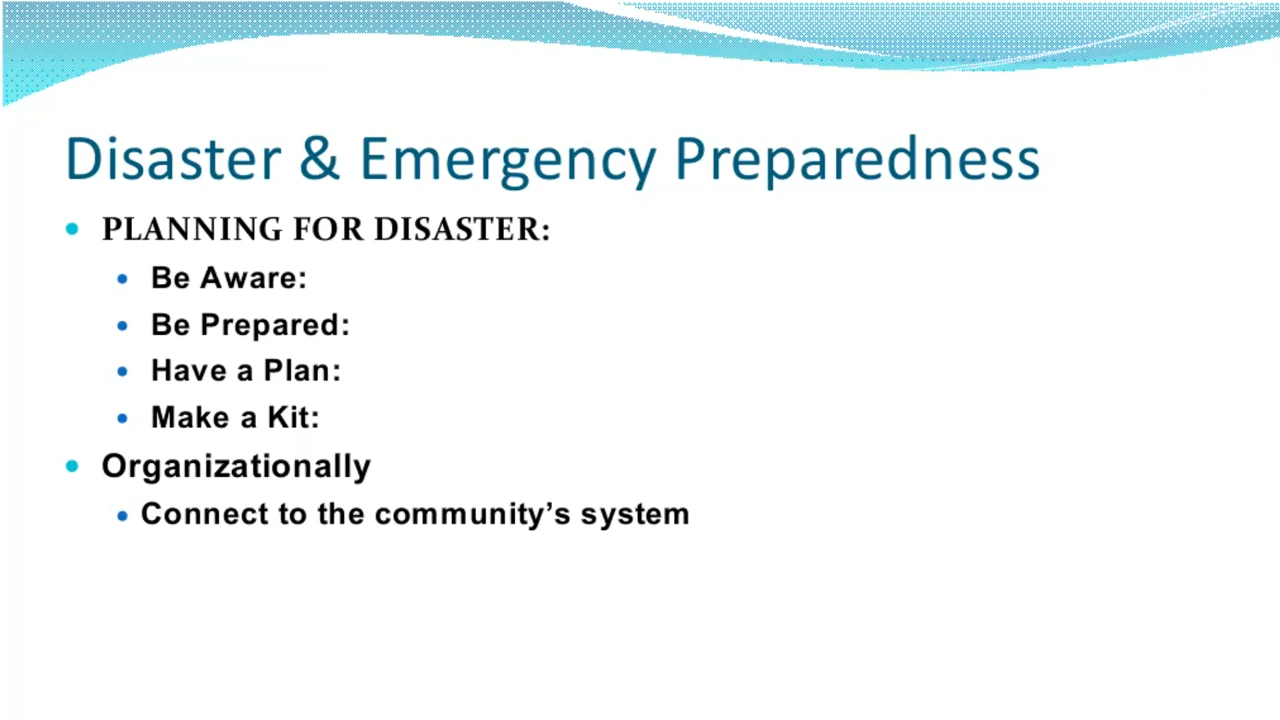 Disaster & Emergency Preparedness
PLANNING FOR DISASTER:
Be Aware:
Be Prepared:
Have a Plan:
Make a Kit:
Organizationally
Connect to the community’s system